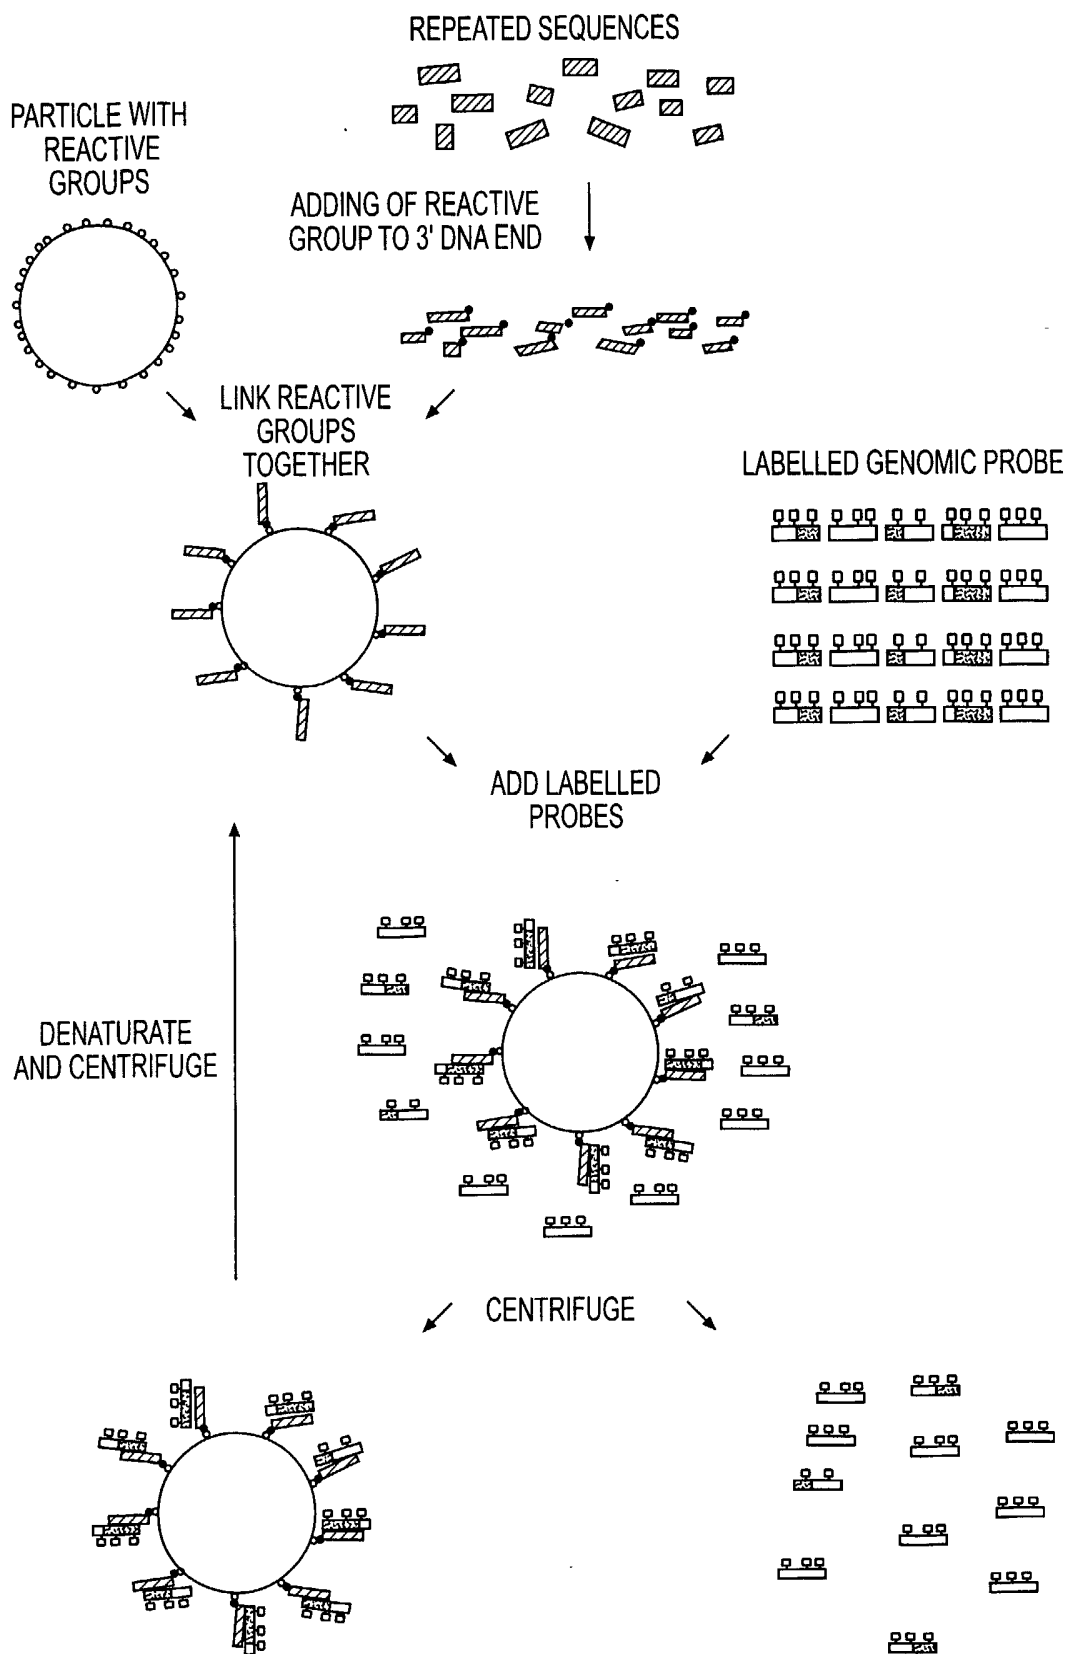 REPEATED SEQUENCES
PARTICLE WITH
REACTIVE
GROUPS
ADDING OF REACTIVE
GROUP TO 3' DNA END
LINK REACTIVE
GROUPS
TOGETHER
LABELLED GENOMIC PROBE
ADD LABELLED
PROBES
DENATURATE
AND CENTRIFUGE
CENTRIFUGE